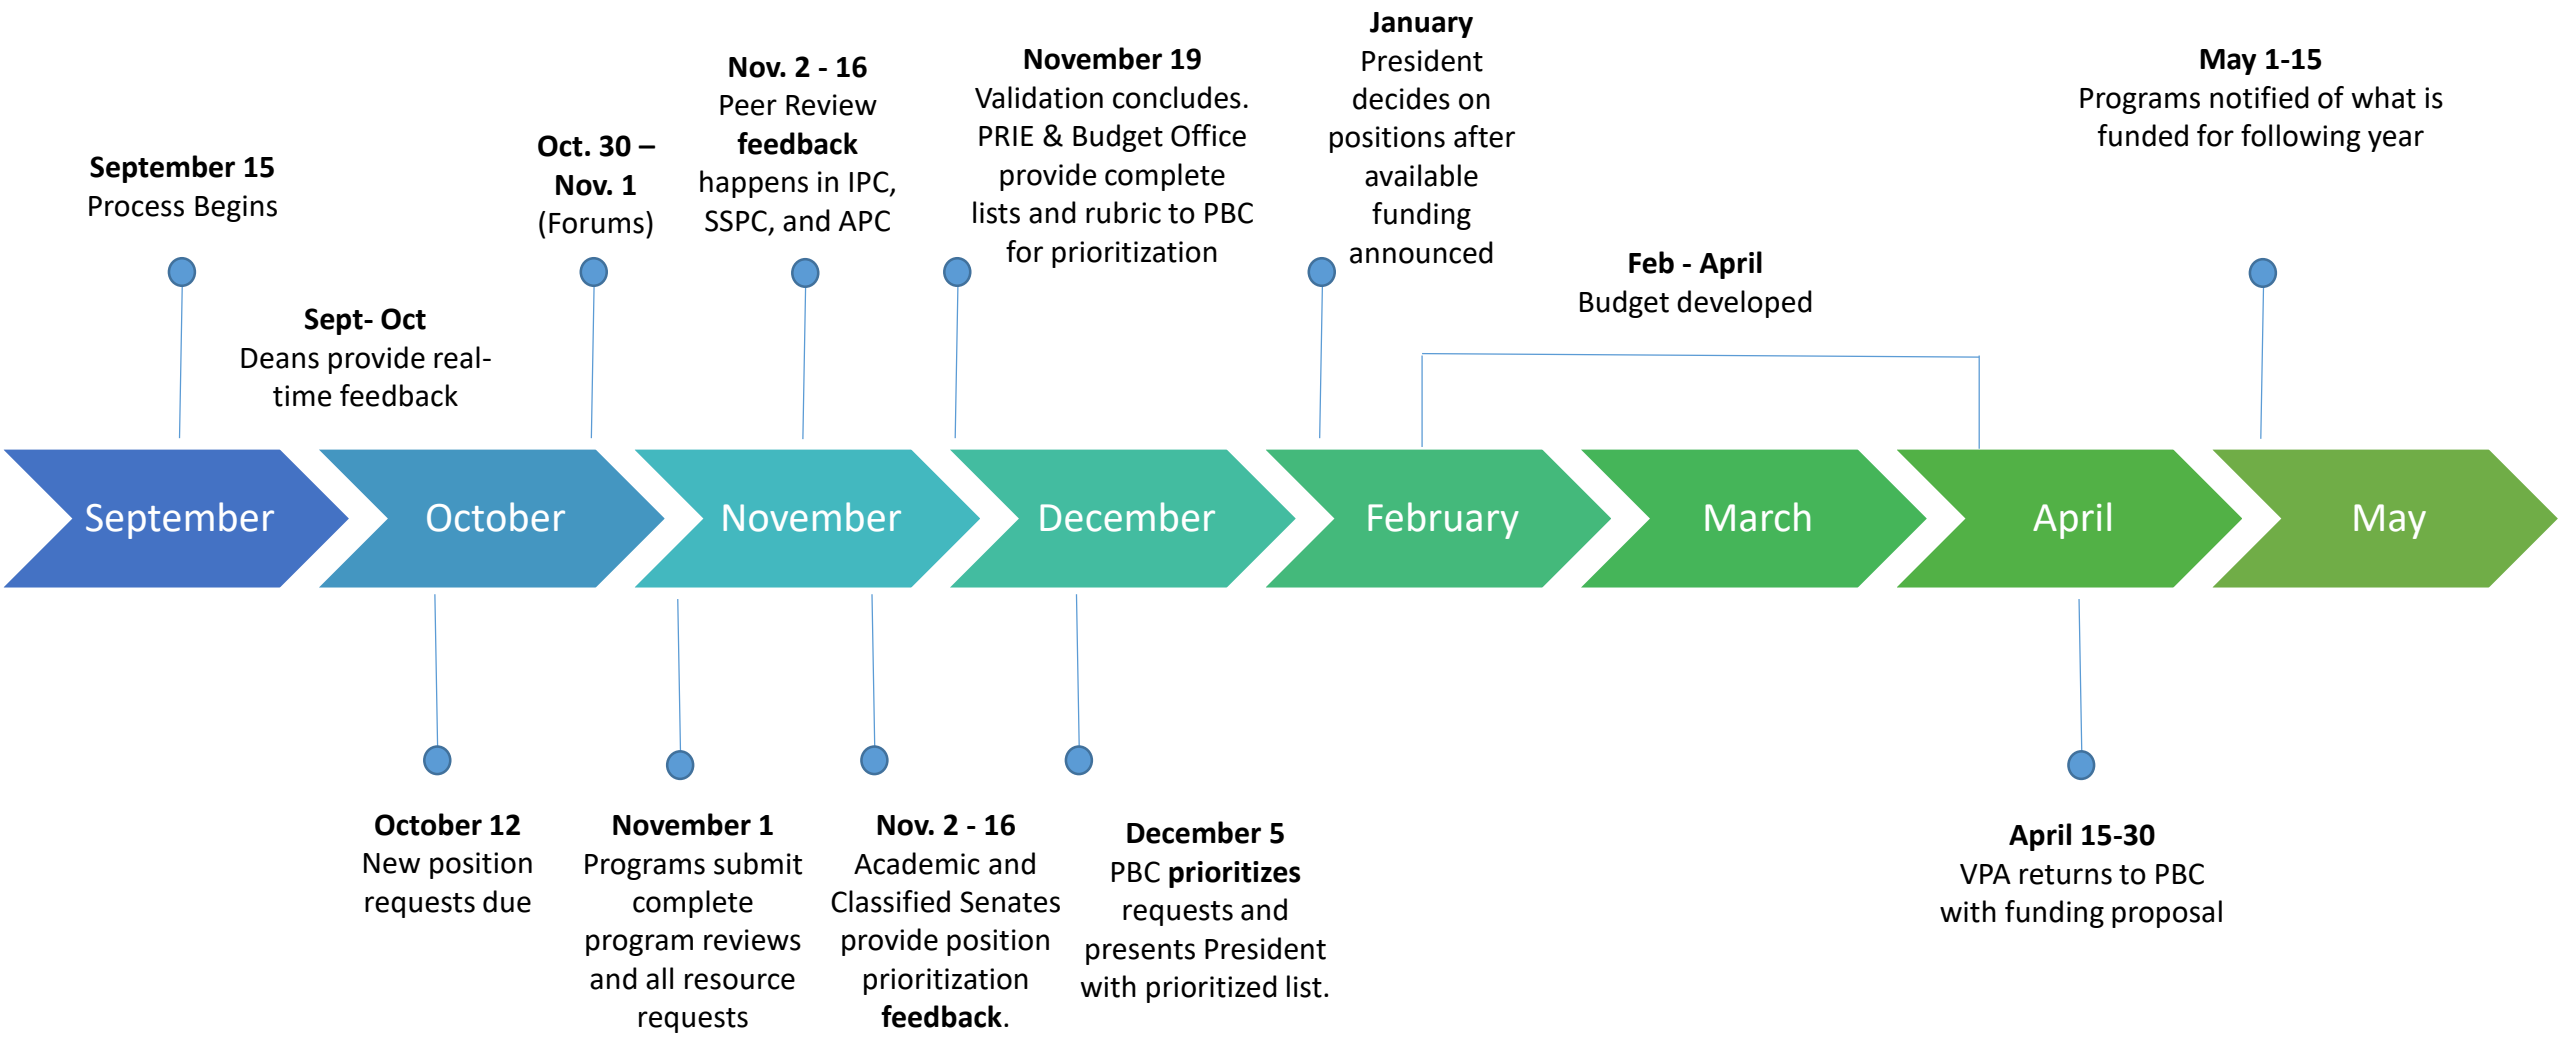 September 15
Process Begins
Sept- Oct
Deans provide real-
time feedback
Oct. 30 –
Nov. 1
(Forums)
Nov. 2 - 16
Peer Review
feedback
happens in IPC,
SSPC, and APC
November 19
Validation concludes.
PRIE & Budget Office
provide complete
lists and rubric to PBC
for prioritization
January
President
decides on
positions after
available
funding
announced
Feb - April
Budget developed
May 1-15
Programs notified of what is
funded for following year
September
October
November
December
February
March
April
May
October 12
New position
requests due
November 1
Programs submit
complete
program reviews
and all resource
requests
Nov. 2 - 16
Academic and
Classified Senates
provide position
prioritization
feedback.
December 5
PBC prioritizes
requests and
presents President
with prioritized list.
April 15-30
VPA returns to PBC
with funding proposal